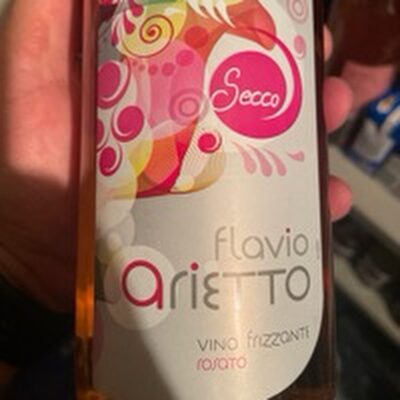 Secco
flavio
arietto
VINO frizzante
rosato